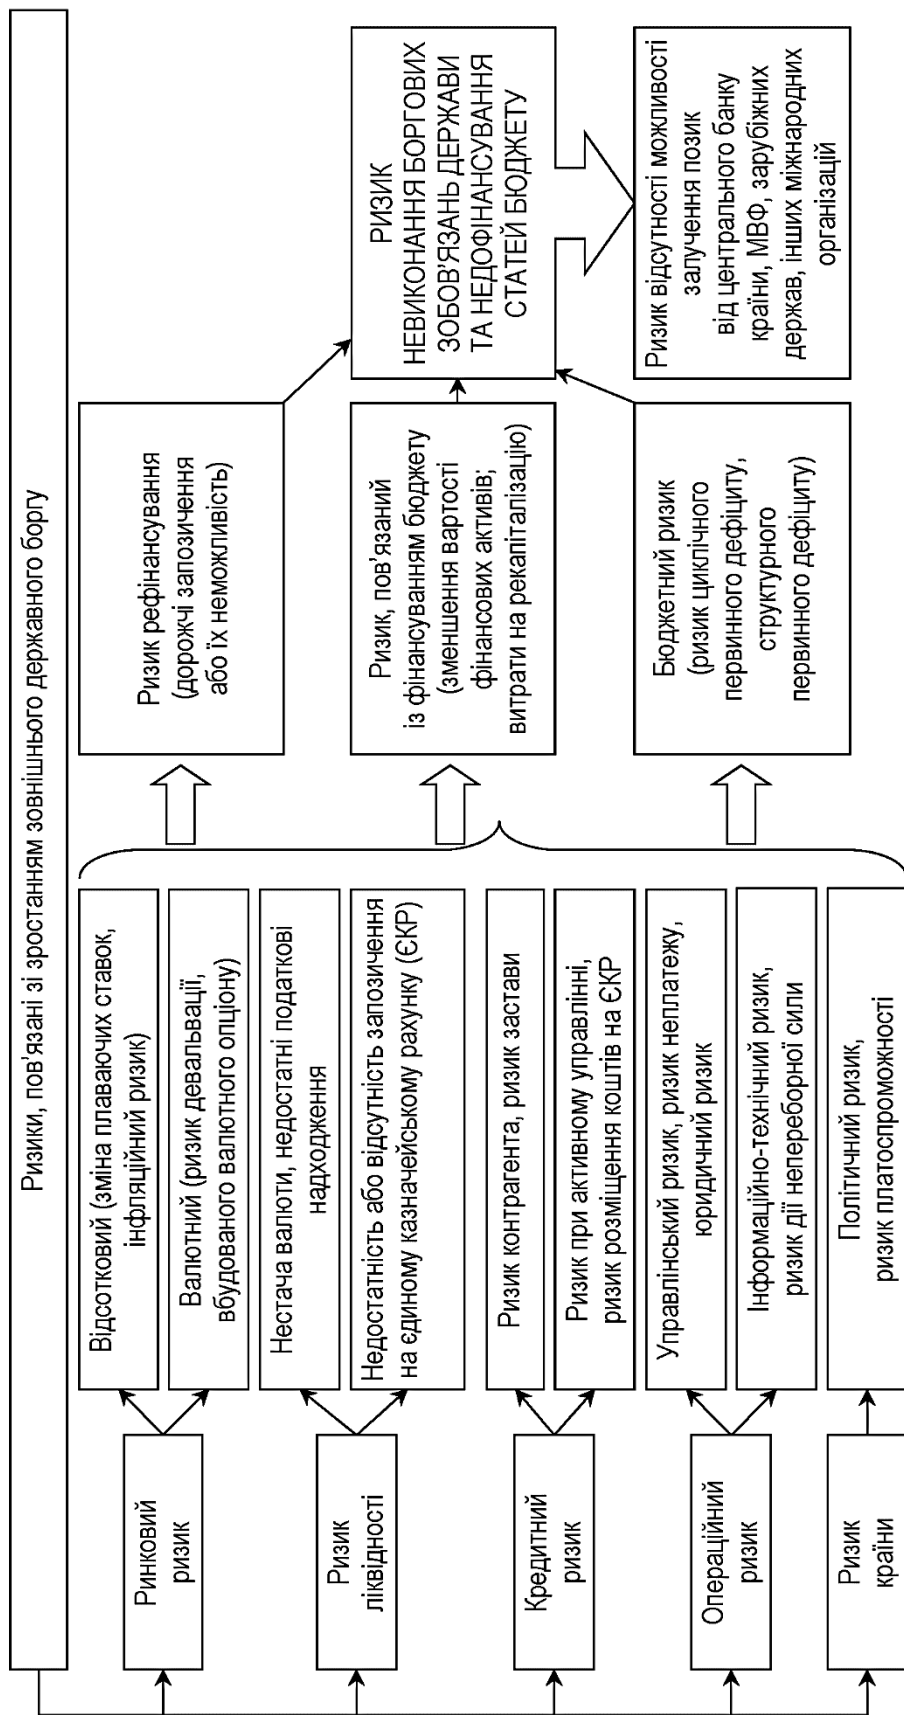 Ризики, пов’язані зі зростанням зовнішнього державного боргу
Ринковий
ризик
Відсотковий (зміна плаваючих ставок,
інфляційний ризик)
Валютний (ризик девальвації,
вбудованого валютного опціону)
Ризик
ліквідності
Нестача валюти, недостатні податкові
надходження
Недостатність або відсутність запозичення
на єдиному казначейському рахунку (ЄКР)
Кредитний
ризик
Ризик контрагента, ризик застави
Ризик при активному управлінні,
ризик розміщення коштів на ЄКР
Операційний
ризик
Управлінський ризик, ризик неплатежу,
юридичний ризик
Інформаційно-технічний ризик,
ризик дії непереборної сили
Ризик
країни
Політичний ризик,
ризик платоспроможності
Ризик рефінансування
(дорожчі запозичення
або їх неможливість)
Ризик, пов’язаний
із фінансуванням бюджету
(зменшення вартості
фінансових активів;
витрати на рекапіталізацію)
Бюджетний ризик
(ризик циклічного
первинного дефіциту,
структурного
первинного дефіциту)
РИЗИК
НЕВИКОНАННЯ БОРГОВИХ
ЗОБОВ’ЯЗАНЬ ДЕРЖАВИ
ТА НЕДОФІНАНСУВАННЯ
СТАТЕЙ БЮДЖЕТУ
Ризик відсутності можливості
залучення позик
від центрального банку
країни, МВФ, зарубіжних
держав, інших міжнародних
організацій